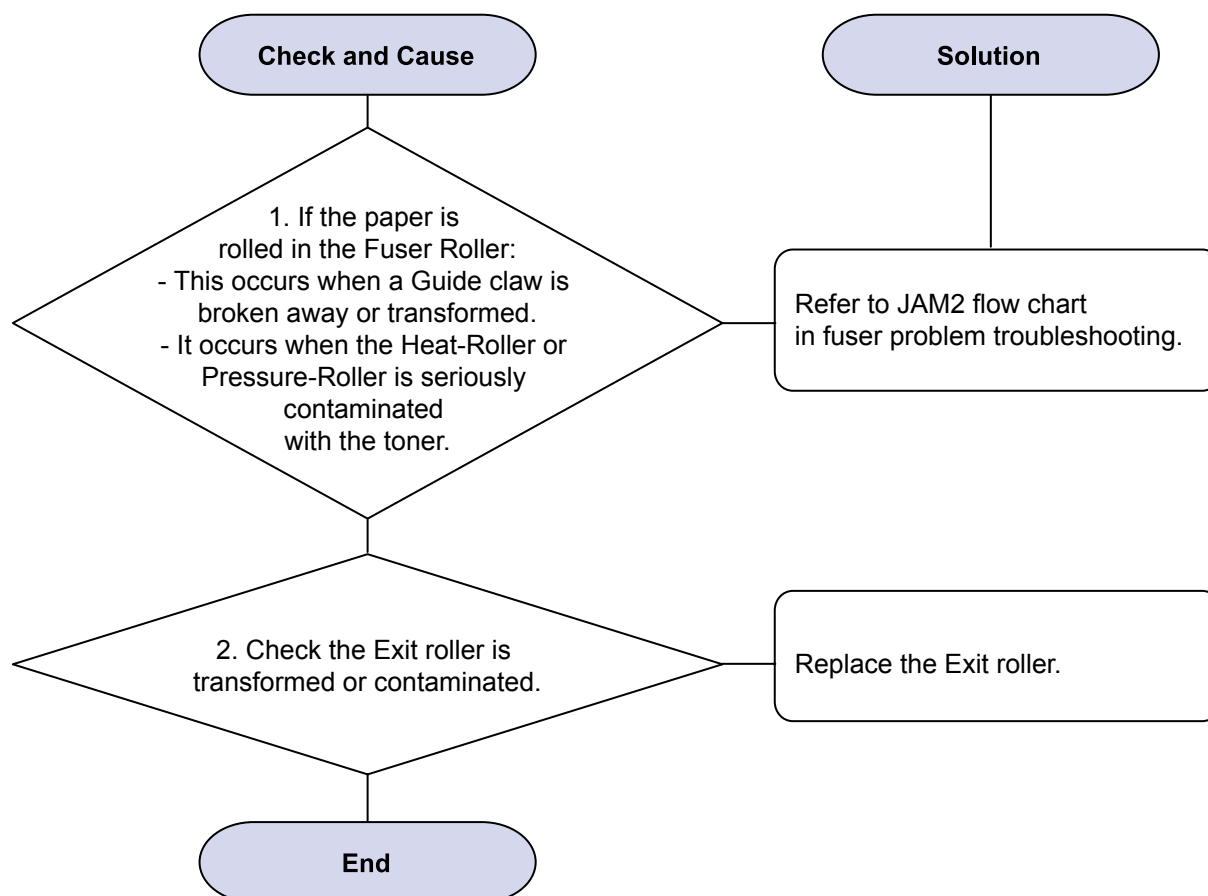 Check and Cause
Solution
1. If the paper is
rolled in the Fuser Roller:
- This occurs when a Guide claw is
broken away or transformed.
- It occurs when the Heat-Roller or
Pressure-Roller is seriously
contaminated
with the toner.
Refer to JAM2 flow chart
in fuser problem troubleshooting.
2. Check the Exit roller is
transformed or contaminated.
Replace the Exit roller.
End